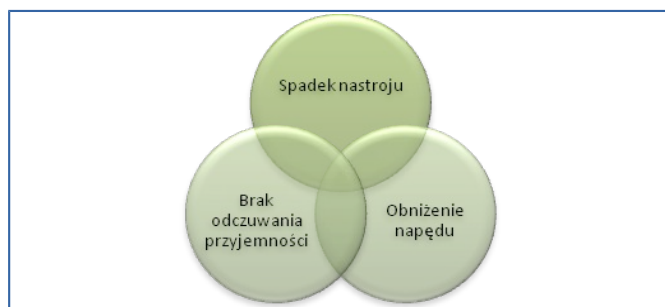 Spadek nastroju
Brak
odczuwania
przyjemności
Obniżenie
napędu